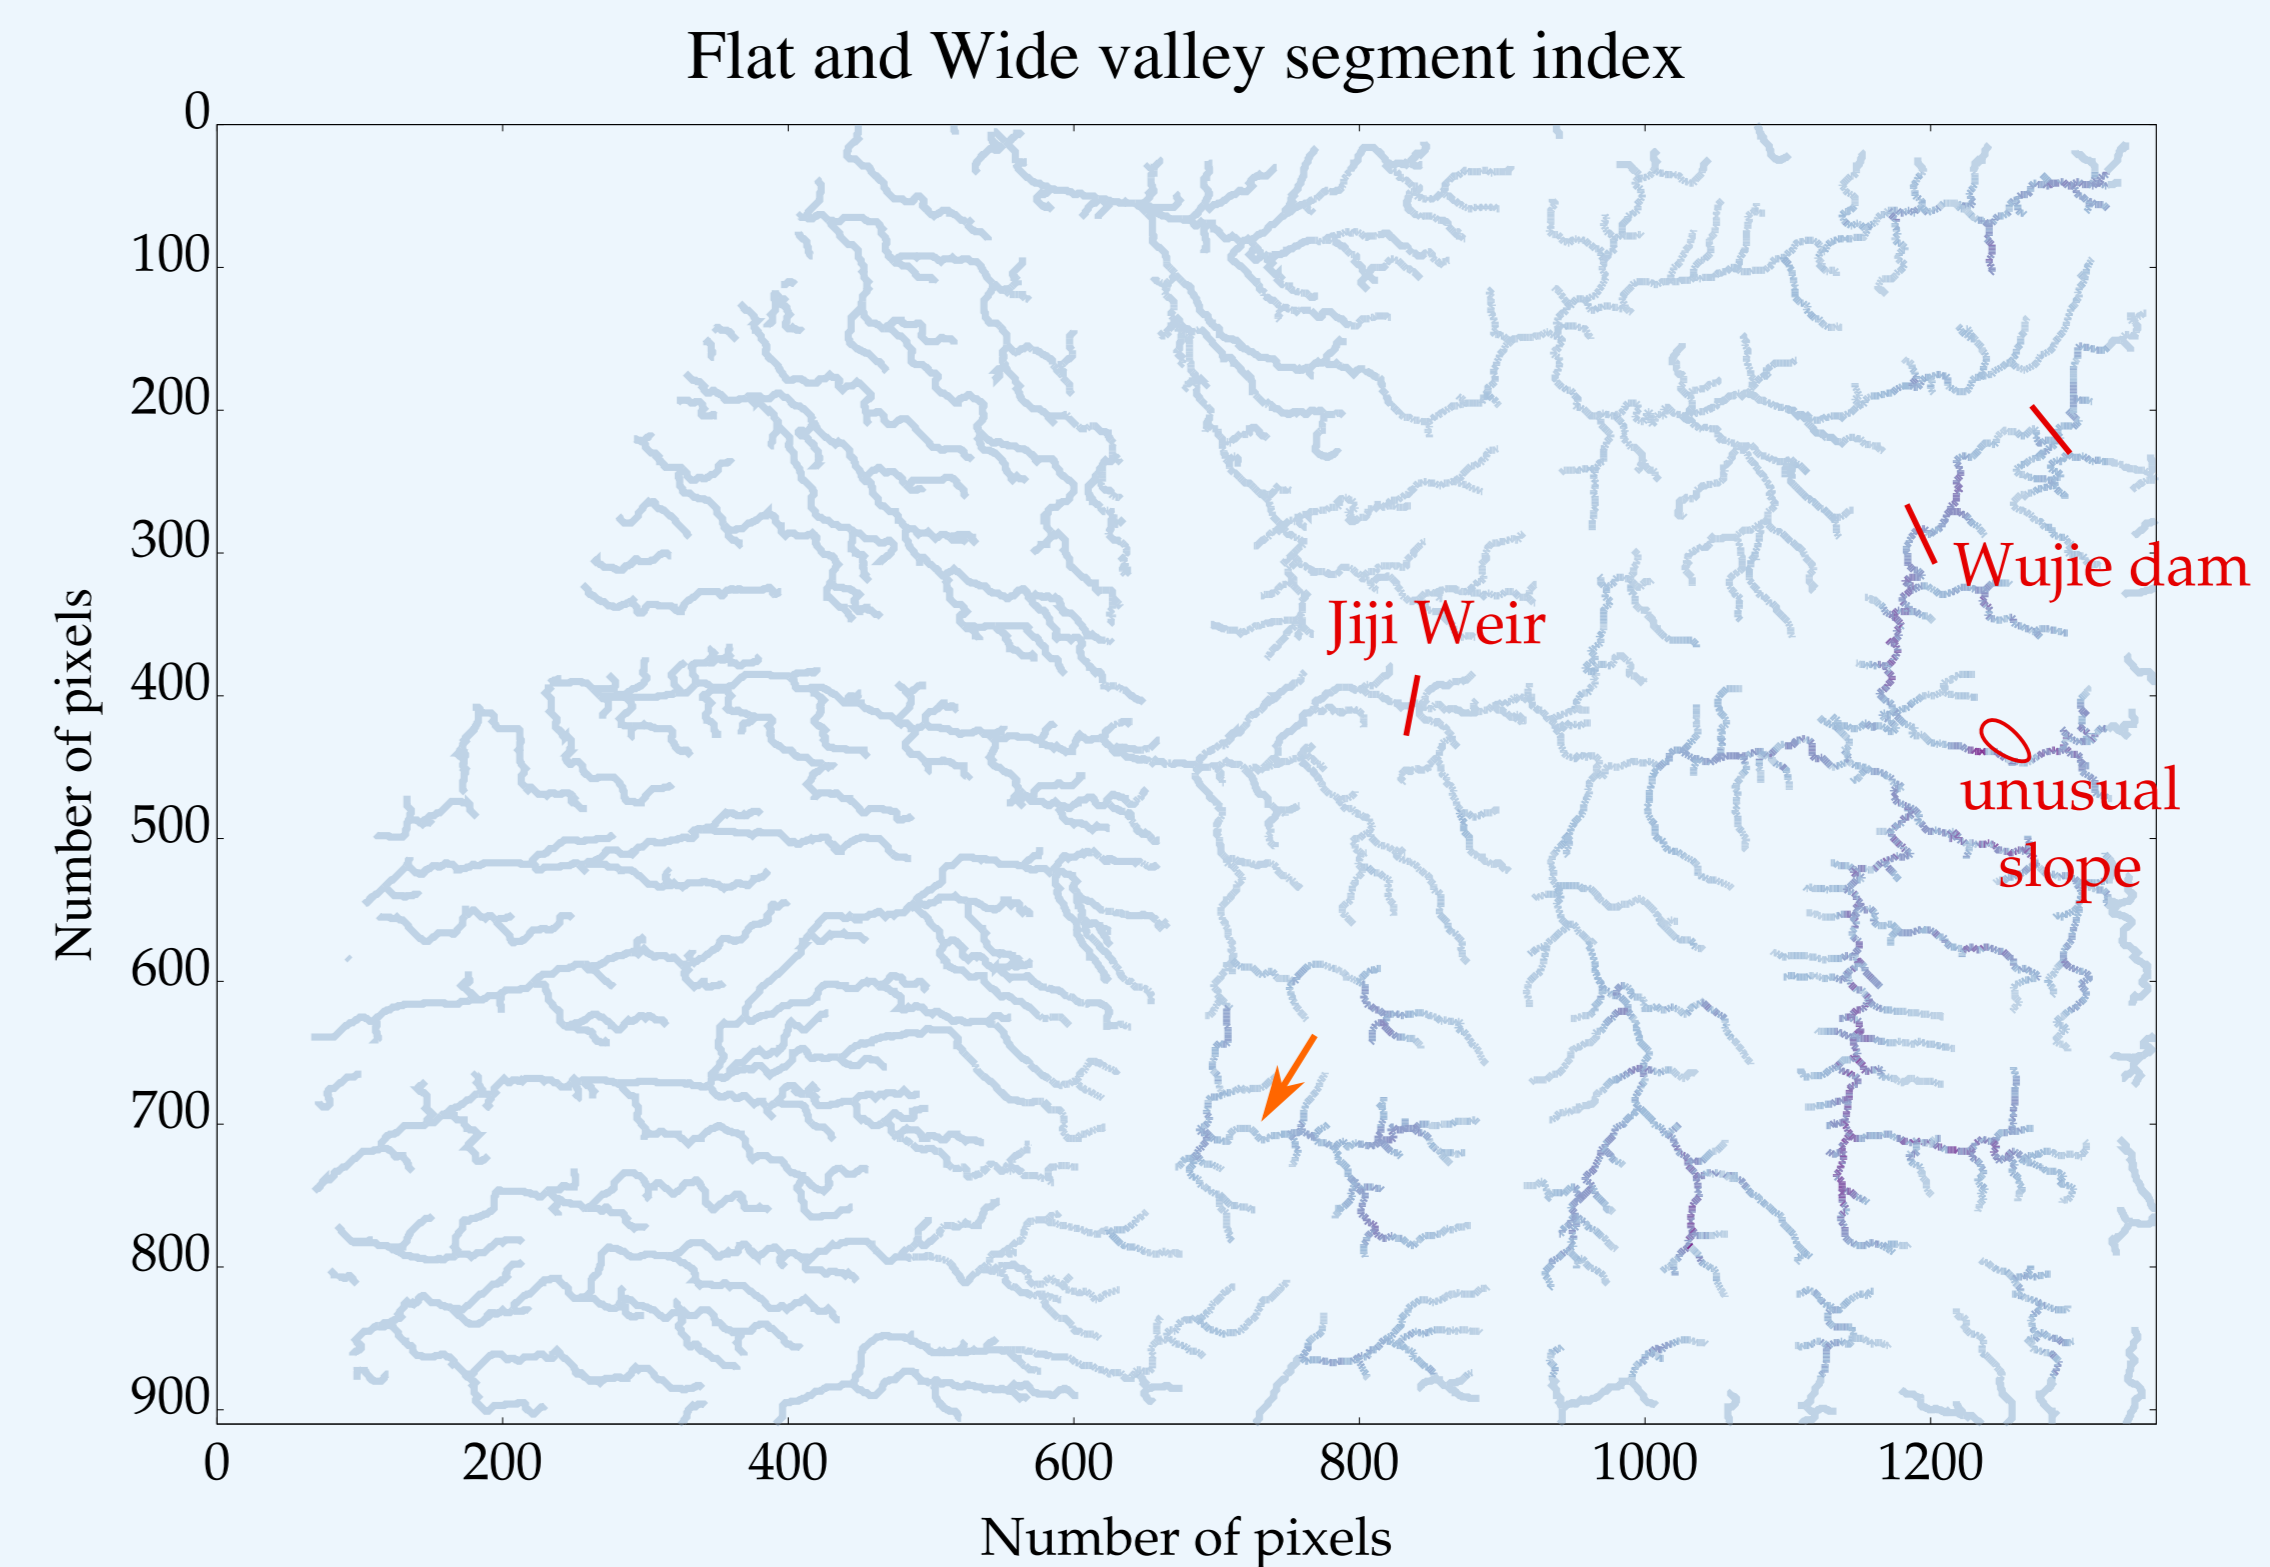 Flat and Wide valley segment index
0
100
200
300
400
500
600
700
800
900
Number of pixels
Wujie dam
Jiji Weir
unusual
slope
0 200 400 600 800 1000 1200
Number of pixels